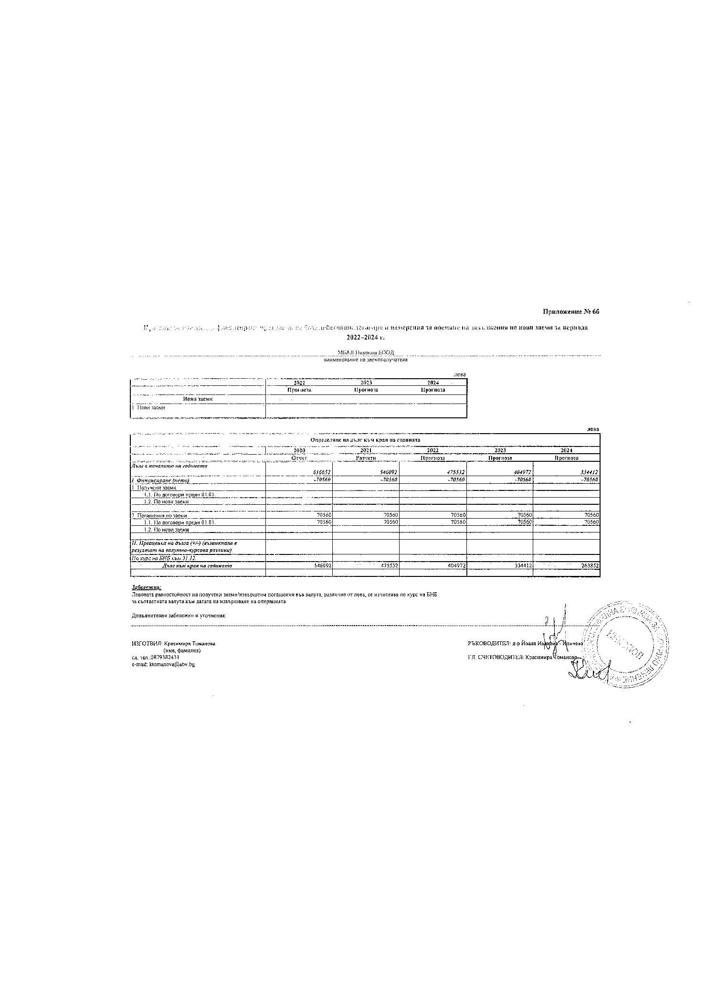 Приложение № 6б
действащи договори и намерения за поемане на задължения по нови заеми за периода
2022–2024 г.
МБАЛ Никопол ЕООД
наименование на заемополучателя
лева
2022 2023 2024
Прогноза Прогноза Прогноза
Нови заеми
1. Нови заеми
лева
Определяне на дълг към края на годината
2020 2021 2022 2023 2024
Отчет Разчети Прогноза Прогноза Прогноза
Дълг в началото на годината
616652 546092 475532 404972 334412
I. Финансиране (нето) -70560 -70560 -70560 -70560 -70560
1. Получени заеми
1.1. По договори преди 01.01.
1.2. По нови заеми
2. Погашения по заеми 70560 70560 70560 70560 70560
1.1. По договори преди 01.01. 70560 70560 70560 70560 70560
1.2. По нови заеми
II. Преоценка на дълга (+/-) (възникнала в
резултат на валутно-курсови разлики)
По курс на БНБ към 31.12.
Дълг към края на годината 546092 475532 404972 334412 263852
Забележка:
Левовата равностойност на получени заеми/извършени погашения във валута, различна от лева, се изчислява по курс на БНБ
за съответната валута към датата на извършване на операцията
Допълнителни забележки и уточнения:
ИЗГОТВИЛ: Красимира Томанова
(име, фамилия)
сл. тел.:0879382431
e-mail: ktomanova@abv.bg
РЪКОВОДИТЕЛ: д-р Йоана Ивкова - Йончева
ГЛ. СЧЕТОВОДИТЕЛ: Красимира Томанова
НИКОПОЛ